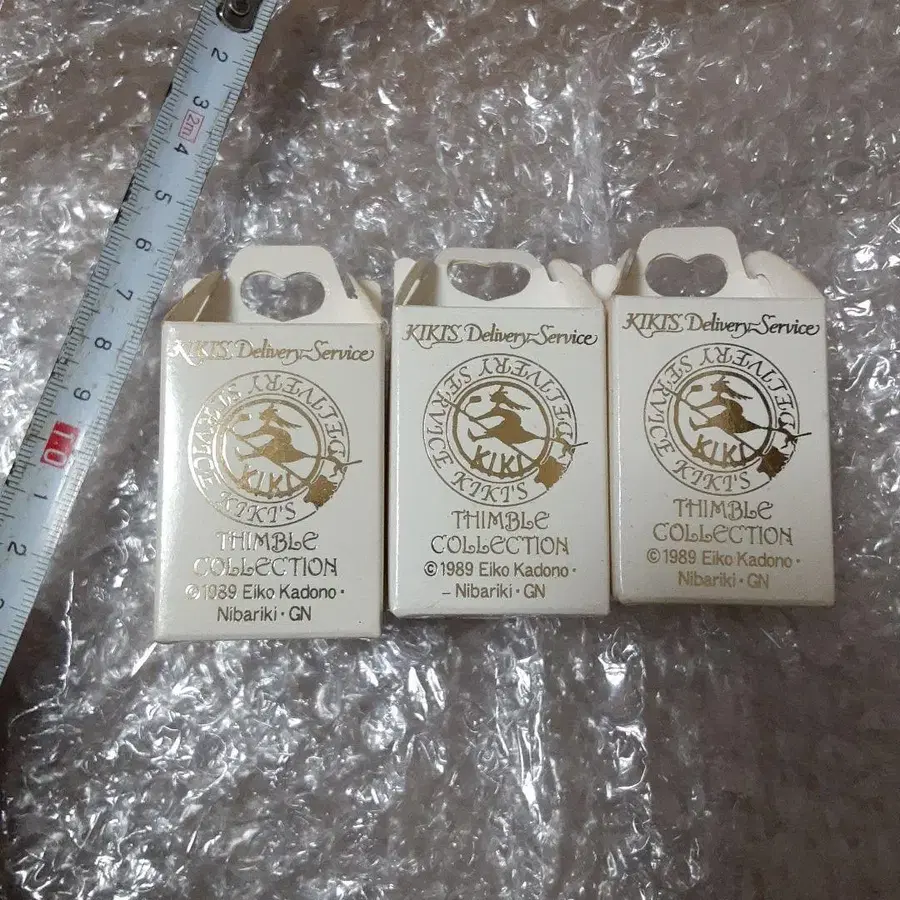 2
3 2m
4
5
6
7
8
9
10
1
2
3
KIKI'S Delivery Service
DELIVERY SERVICE KIKI'S
KIKI
THIMBLE
COLLECTION
©1989 Eiko Kadono・
Nibariki・GN
KIKI'S Delivery Service
DELIVERY SERVICE KIKI'S
KIKI
THIMBLE
COLLECTION
©1989 Eiko Kadono・
Nibariki・GN
KIKI'S Delivery Service
DELIVERY SERVICE KIKI'S
KIKI
THIMBLE
COLLECTION
©1989 Eiko Kadono・
Nibariki・GN